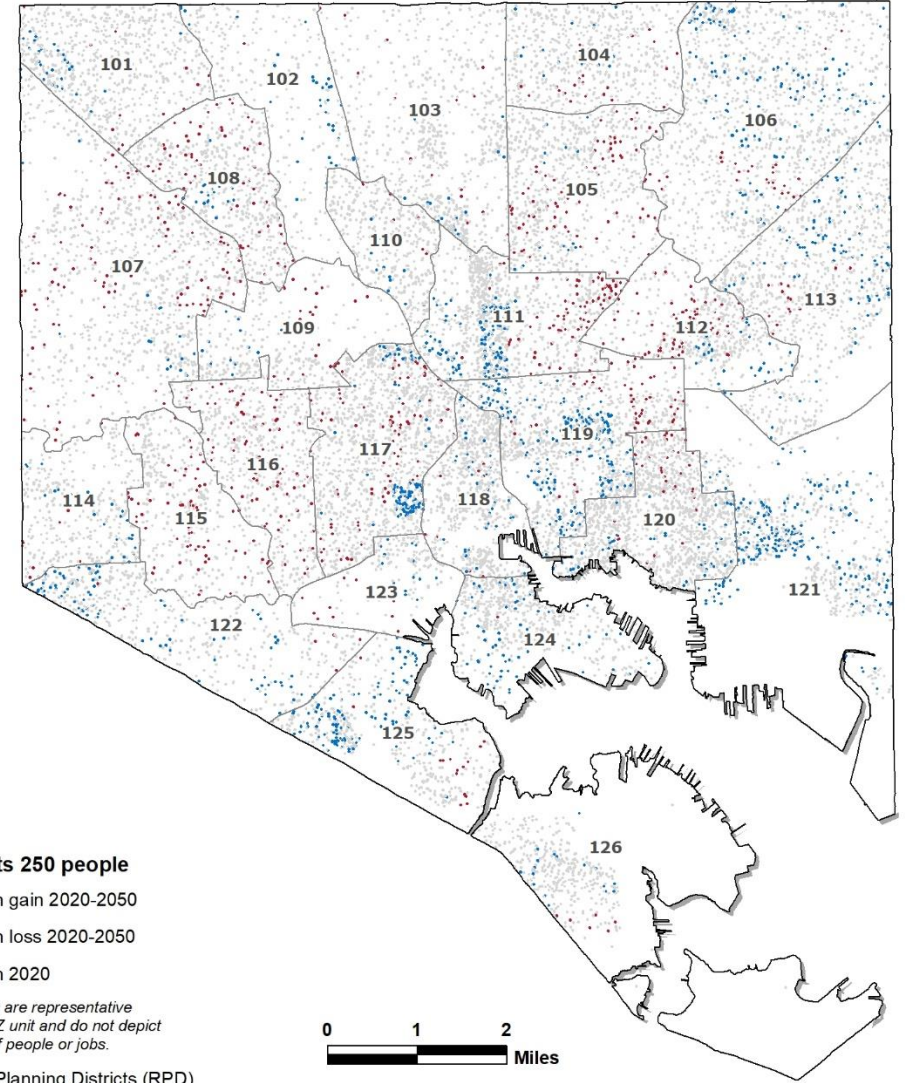 101
102
103
104
106
105
108
110
107
113
111
112
109
119
117
116
118
114
115
120
121
123
122
124
125
126
ts 250 people
n gain 2020-2050
n loss 2020-2050
n 2020
are representative
Z unit and do not depict
f people or jobs.
Planning Districts (RPD)
0 1 2
Miles